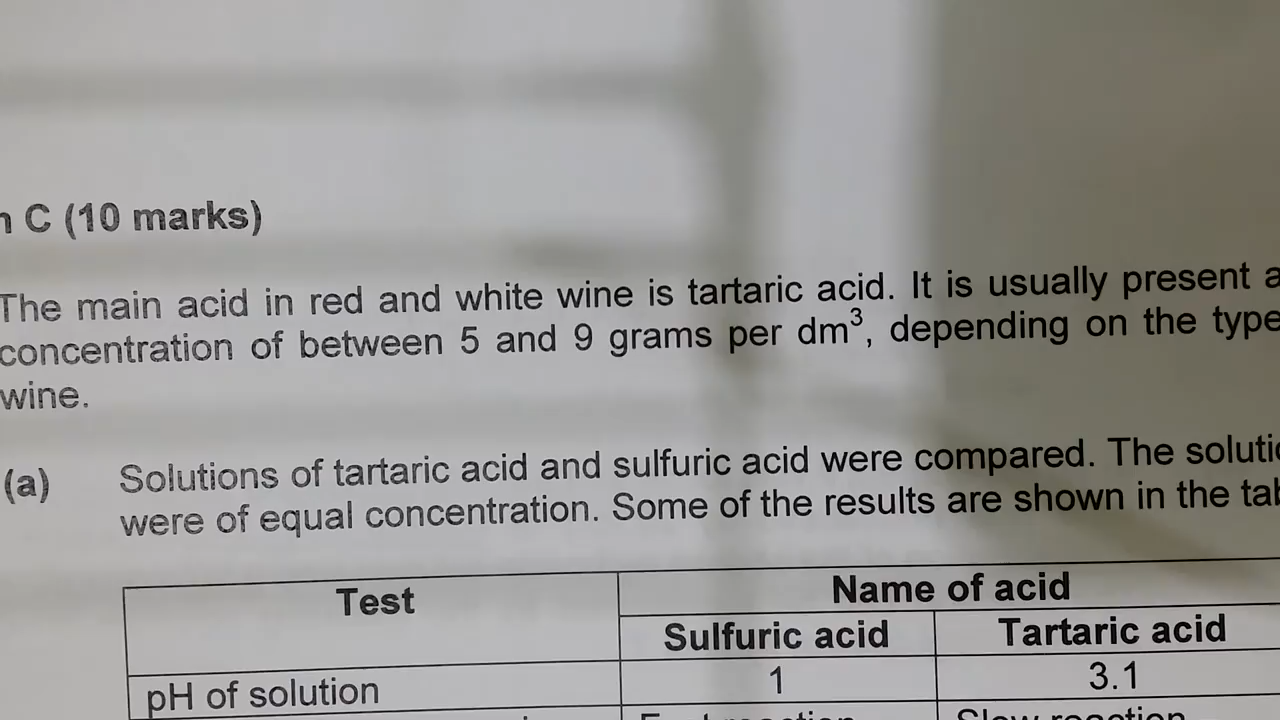 C (10 marks)
The main acid in red and white wine is tartaric acid. It is usually present
concentration of between 5 and 9 grams per dm³, depending on the type
wine.
(a) Solutions of tartaric acid and sulfuric acid were compared. The
were of equal concentration. Some of the results are shown in the
Test
Name of acid
Sulfuric acid
Tartaric acid
pH of solution
1
3.1
Slow reaction